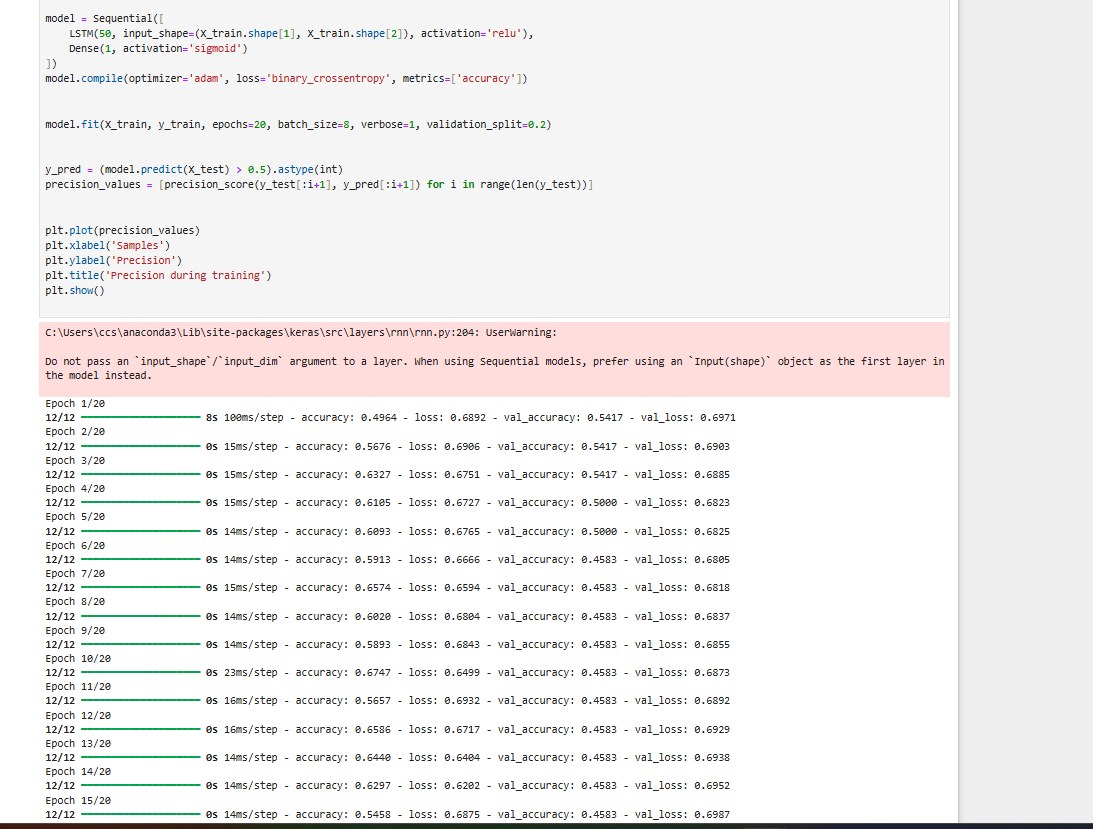 model = Sequential([
    LSTM(50, input_shape=(X_train.shape[1], X_train.shape[2]), activation='relu'),
    Dense(1, activation='sigmoid')
])
model.compile(optimizer='adam', loss='binary_crossentropy', metrics=['accuracy'])
model.fit(X_train, y_train, epochs=20, batch_size=8, verbose=1, validation_split=0.2)
y_pred = (model.predict(X_test) > 0.5).astype(int)
precision_values = [precision_score(y_test[:i+1], y_pred[:i+1]) for i in range(len(y_test))]
plt.plot(precision_values)
plt.xlabel('Samples')
plt.ylabel('Precision')
plt.title('Precision during training')
plt.show()
C:\Users\ccs\anaconda3\Lib\site-packages\keras\src\layers\rnn\rnn.py:204: UserWarning:
Do not pass an `input_shape`/`input_dim` argument to a layer. When using Sequential models, prefer using an `Input(shape)` object as the first layer in
the model instead.
Epoch 1/20
12/12 8s 100ms/step - accuracy: 0.4964 - loss: 0.6892 - val_accuracy: 0.5417 - val_loss: 0.6971
Epoch 2/20
12/12 0s 15ms/step - accuracy: 0.5676 - loss: 0.6906 - val_accuracy: 0.5417 - val_loss: 0.6903
Epoch 3/20
12/12 0s 15ms/step - accuracy: 0.6327 - loss: 0.6751 - val_accuracy: 0.5417 - val_loss: 0.6885
Epoch 4/20
12/12 0s 15ms/step - accuracy: 0.6105 - loss: 0.6727 - val_accuracy: 0.5000 - val_loss: 0.6823
Epoch 5/20
12/12 0s 14ms/step - accuracy: 0.6093 - loss: 0.6765 - val_accuracy: 0.5000 - val_loss: 0.6825
Epoch 6/20
12/12 0s 14ms/step - accuracy: 0.5913 - loss: 0.6666 - val_accuracy: 0.4583 - val_loss: 0.6805
Epoch 7/20
12/12 0s 15ms/step - accuracy: 0.6574 - loss: 0.6594 - val_accuracy: 0.4583 - val_loss: 0.6818
Epoch 8/20
12/12 0s 14ms/step - accuracy: 0.6020 - loss: 0.6804 - val_accuracy: 0.4583 - val_loss: 0.6837
Epoch 9/20
12/12 0s 14ms/step - accuracy: 0.5893 - loss: 0.6843 - val_accuracy: 0.4583 - val_loss: 0.6855
Epoch 10/20
12/12 0s 23ms/step - accuracy: 0.6747 - loss: 0.6499 - val_accuracy: 0.4583 - val_loss: 0.6873
Epoch 11/20
12/12 0s 16ms/step - accuracy: 0.5657 - loss: 0.6932 - val_accuracy: 0.4583 - val_loss: 0.6892
Epoch 12/20
12/12 0s 16ms/step - accuracy: 0.6586 - loss: 0.6717 - val_accuracy: 0.4583 - val_loss: 0.6929
Epoch 13/20
12/12 0s 14ms/step - accuracy: 0.6440 - loss: 0.6404 - val_accuracy: 0.4583 - val_loss: 0.6938
Epoch 14/20
12/12 0s 14ms/step - accuracy: 0.6297 - loss: 0.6202 - val_accuracy: 0.4583 - val_loss: 0.6952
Epoch 15/20
12/12 0s 14ms/step - accuracy: 0.5458 - loss: 0.6875 - val_accuracy: 0.4583 - val_loss: 0.6987